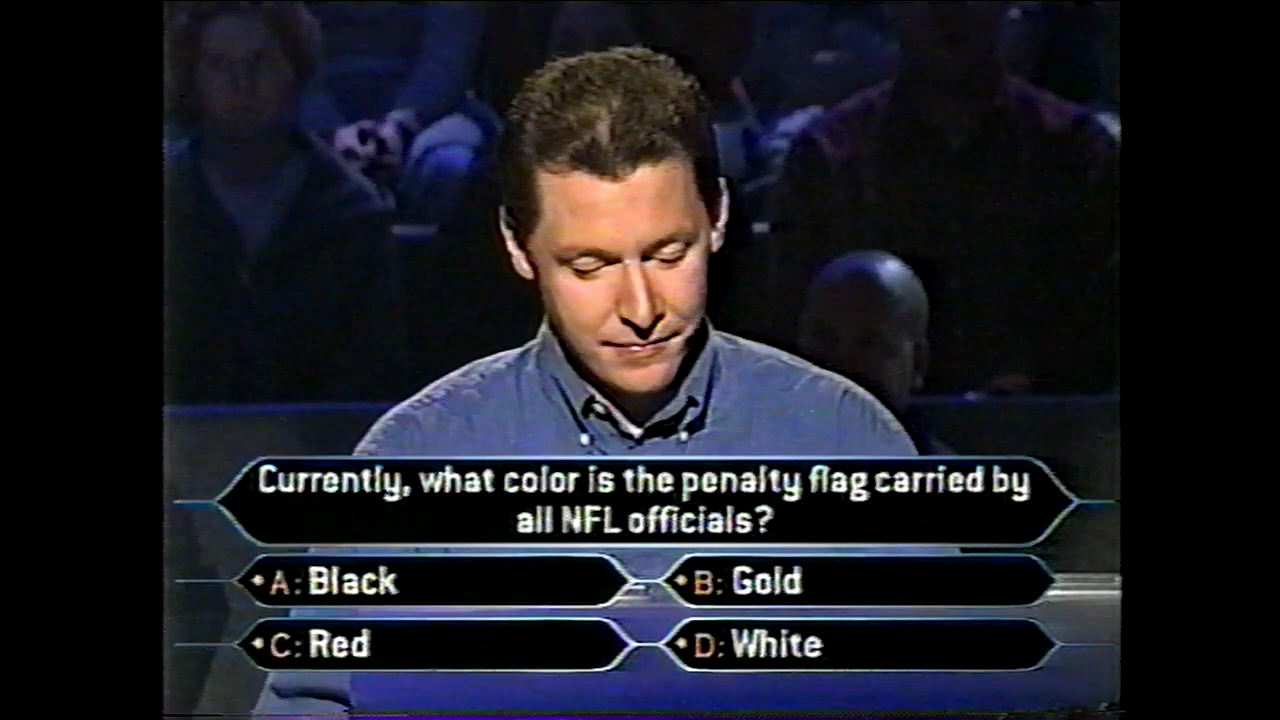 Currently, what color is the penalty flag carried by
all NFL officials?
A: Black
B: Gold
C: Red
D: White